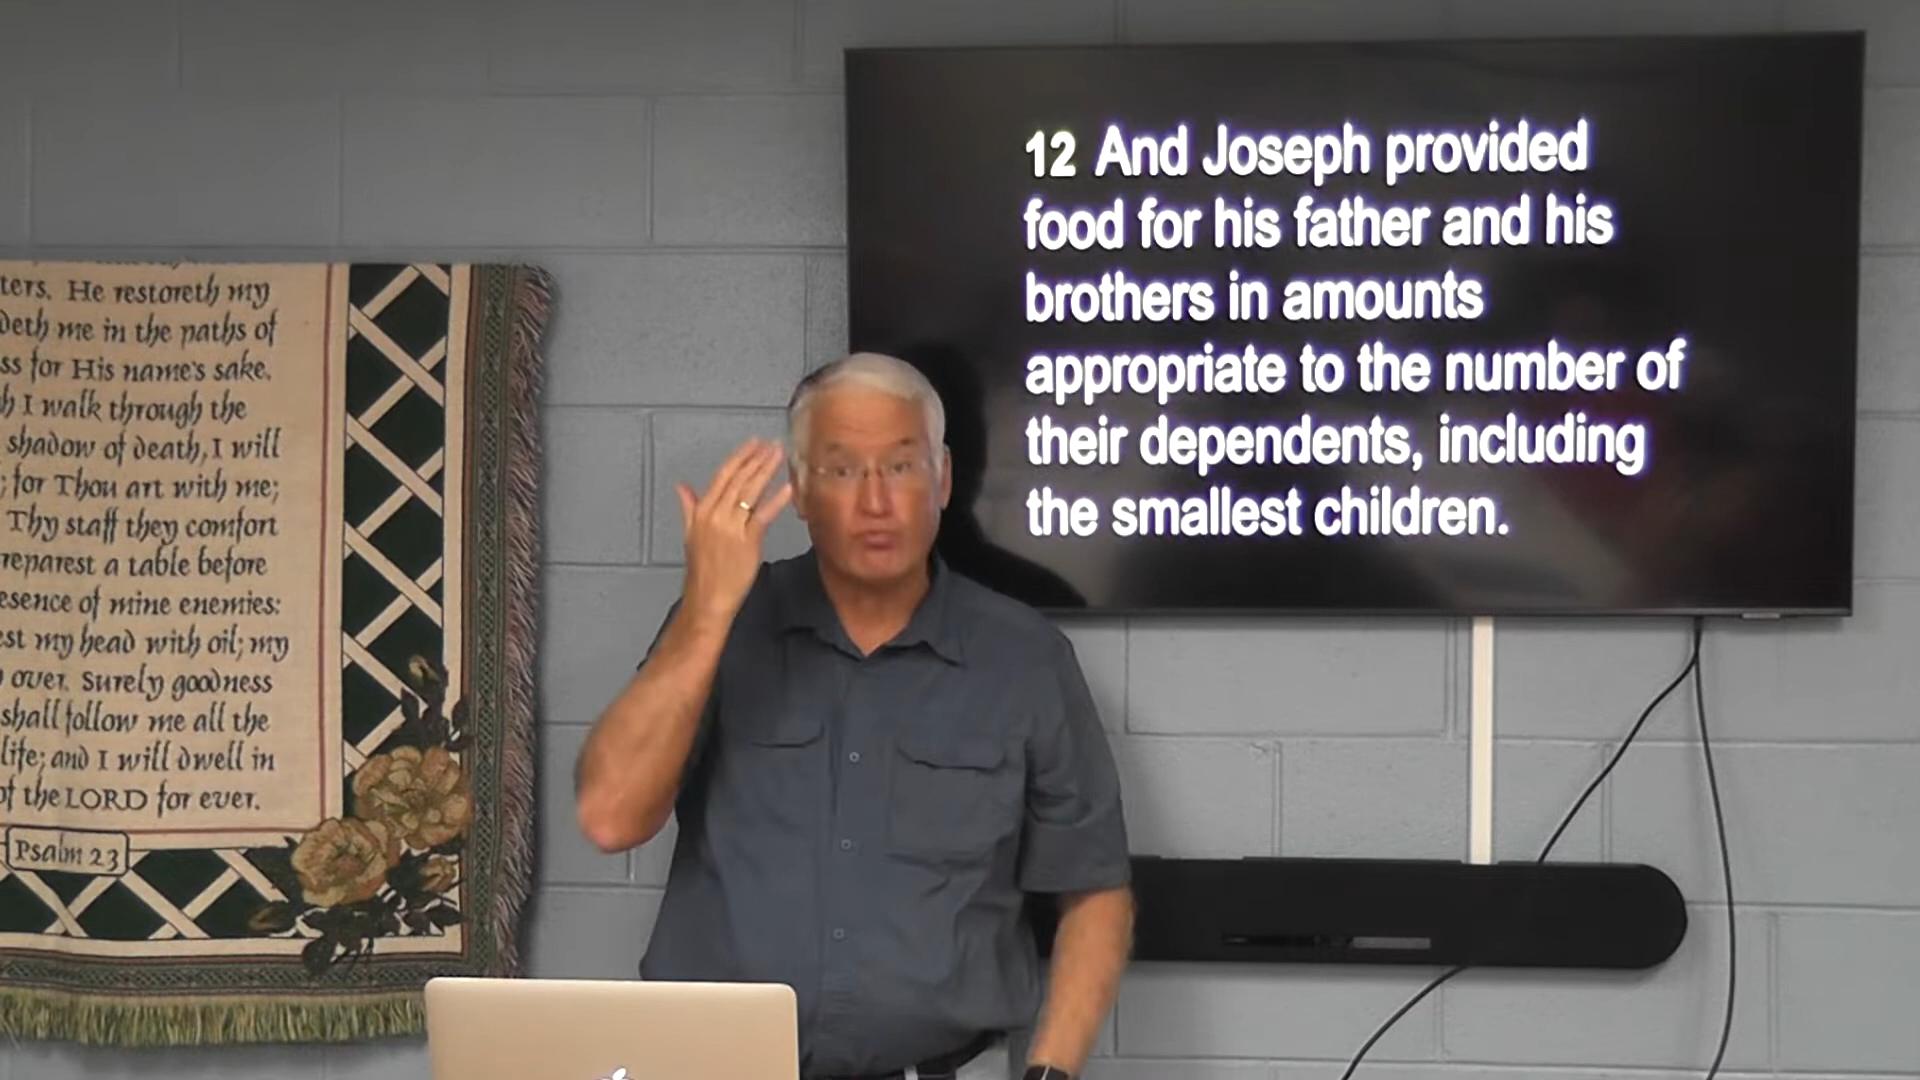 ters. He restoreth my
deth me in the paths of
ss for His name's sake.
h I walk through the
shadow of death, I will
; for Thou art with me;
Thy staff they comfort
reparest a table before
esence of mine enemies:
est my head with oil; my
over. Surely goodness
shall follow me all the
life; and I will dwell in
of the LORD for ever.
Psalm 23
12 And Joseph provided
food for his father and his
brothers in amounts
appropriate to the number of
their dependents, including
the smallest children.